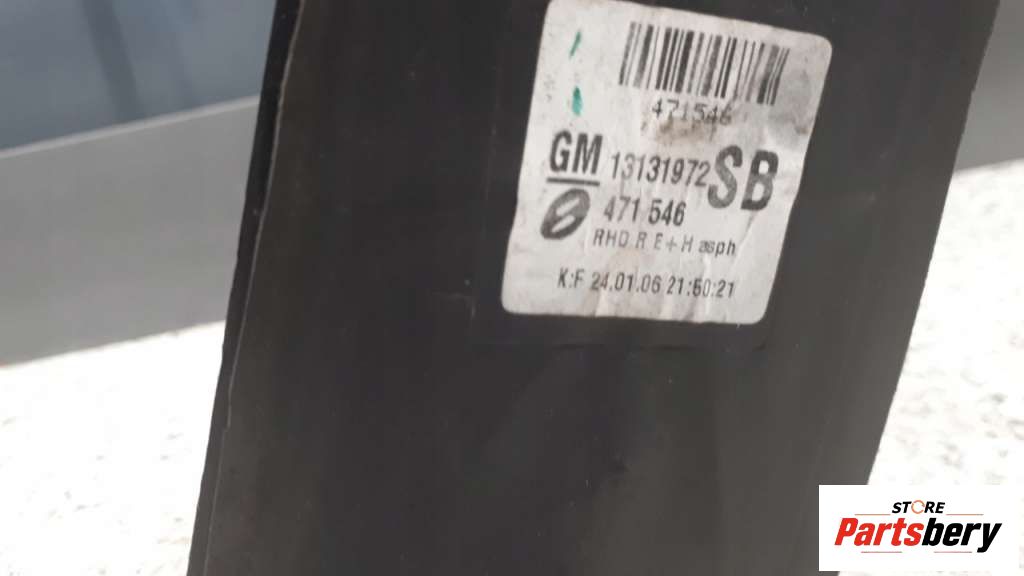 471546
GM 13131972 SB
471 546
RHD R E+H asph
K:F 24.01.06 21:50:21
STORE
Partsbery